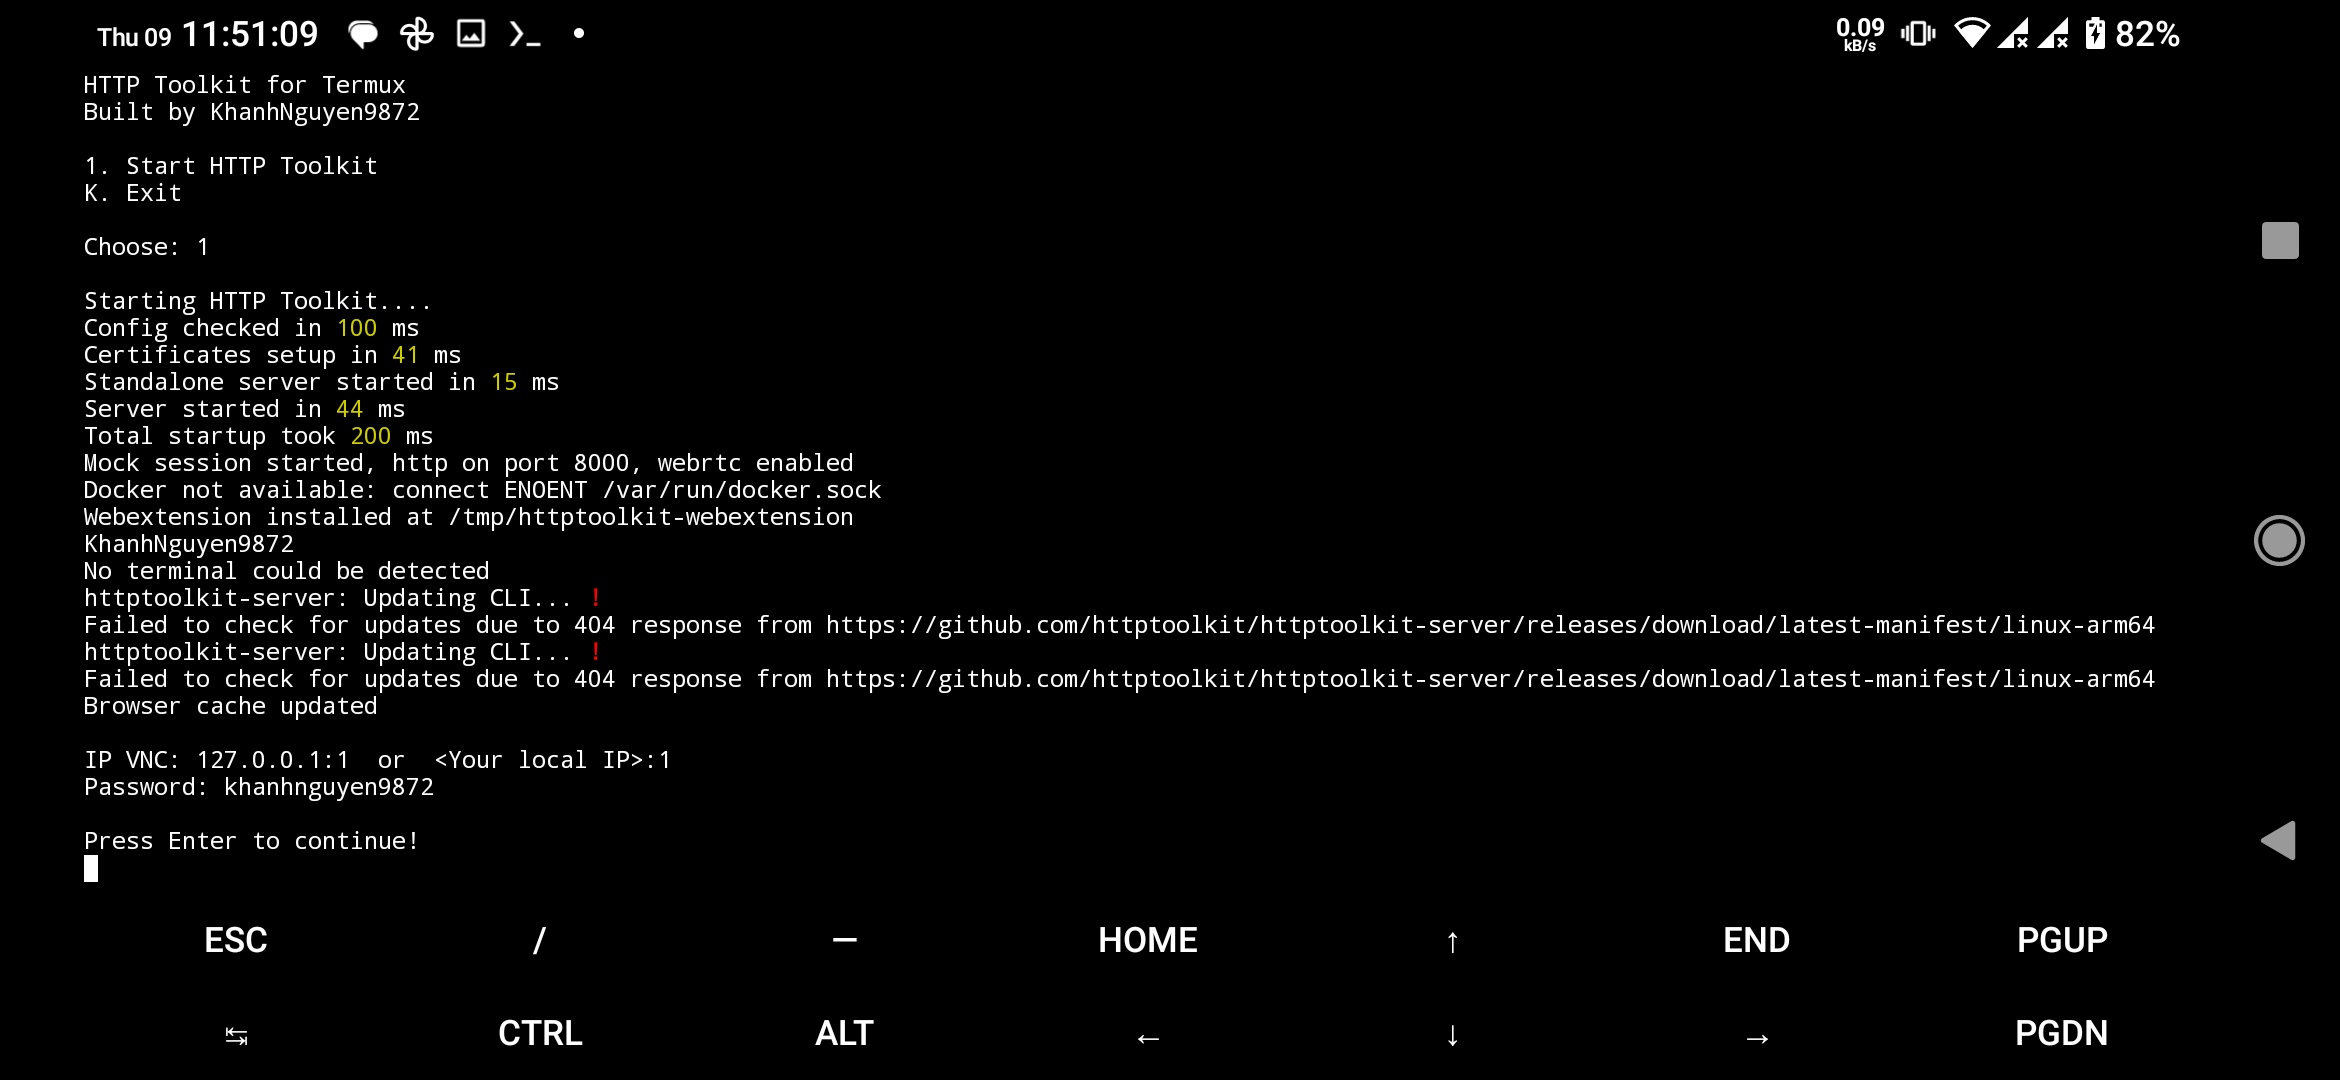 Thu 09 11:51:09
0.09 kB/s
82%
HTTP Toolkit for Termux
Built by KhanhNguyen9872
1. Start HTTP Toolkit
K. Exit
Choose: 1
Starting HTTP Toolkit....
Config checked in 100 ms
Certificates setup in 41 ms
Standalone server started in 15 ms
Server started in 44 ms
Total startup took 200 ms
Mock session started, http on port 8000, webrtc enabled
Docker not available: connect ENOENT /var/run/docker.sock
Webextension installed at /tmp/httptoolkit-webextension
KhanhNguyen9872
No terminal could be detected
httptoolkit-server: Updating CLI... !
Failed to check for updates due to 404 response from https://github.com/httptoolkit/httptoolkit-server/releases/download/latest-manifest/linux-arm64
httptoolkit-server: Updating CLI... !
Failed to check for updates due to 404 response from https://github.com/httptoolkit/httptoolkit-server/releases/download/latest-manifest/linux-arm64
Browser cache updated
IP VNC: 127.0.0.1:1  or  <Your local IP>:1
Password: khanhnguyen9872
Press Enter to continue!
ESC / — HOME ↑ END PGUP
↹ CTRL ALT ← ↓ → PGDN